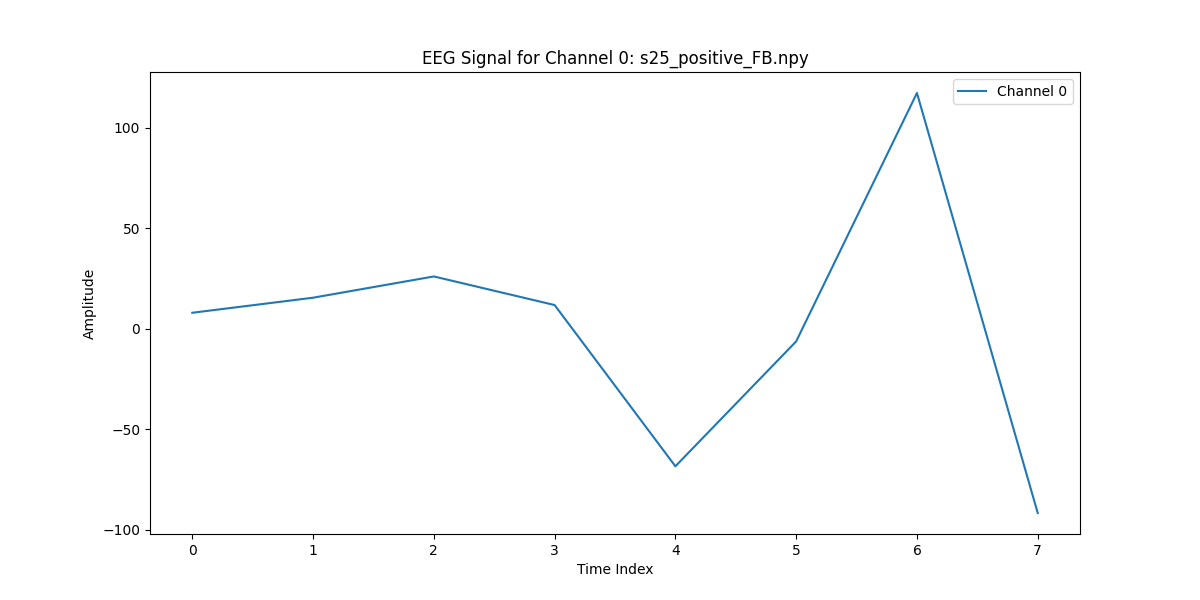 EEG Signal for Channel 0: s25_positive_FB.npy
Channel 0
100
50
0
−50
−100
Amplitude
0 1 2 3 4 5 6 7
Time Index